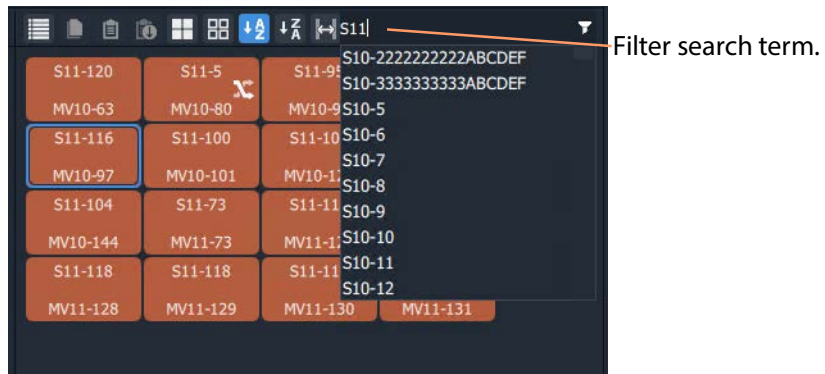 S11
Filter search term.
S10-2222222222ABCDEF
S10-3333333333ABCDEF
S10-5
S10-6
S10-7
S10-8
S10-9
S10-10
S10-11
S10-12
S11-120 S11-5 S11-95
MV10-63 MV10-80 MV10-9
S11-116 S11-100 S11-10
MV10-97 MV10-101 MV10-1
S11-104 S11-73 S11-11
MV10-144 MV11-73 MV11-1
S11-118 S11-118 S11-11
MV11-128 MV11-129 MV11-130 MV11-131